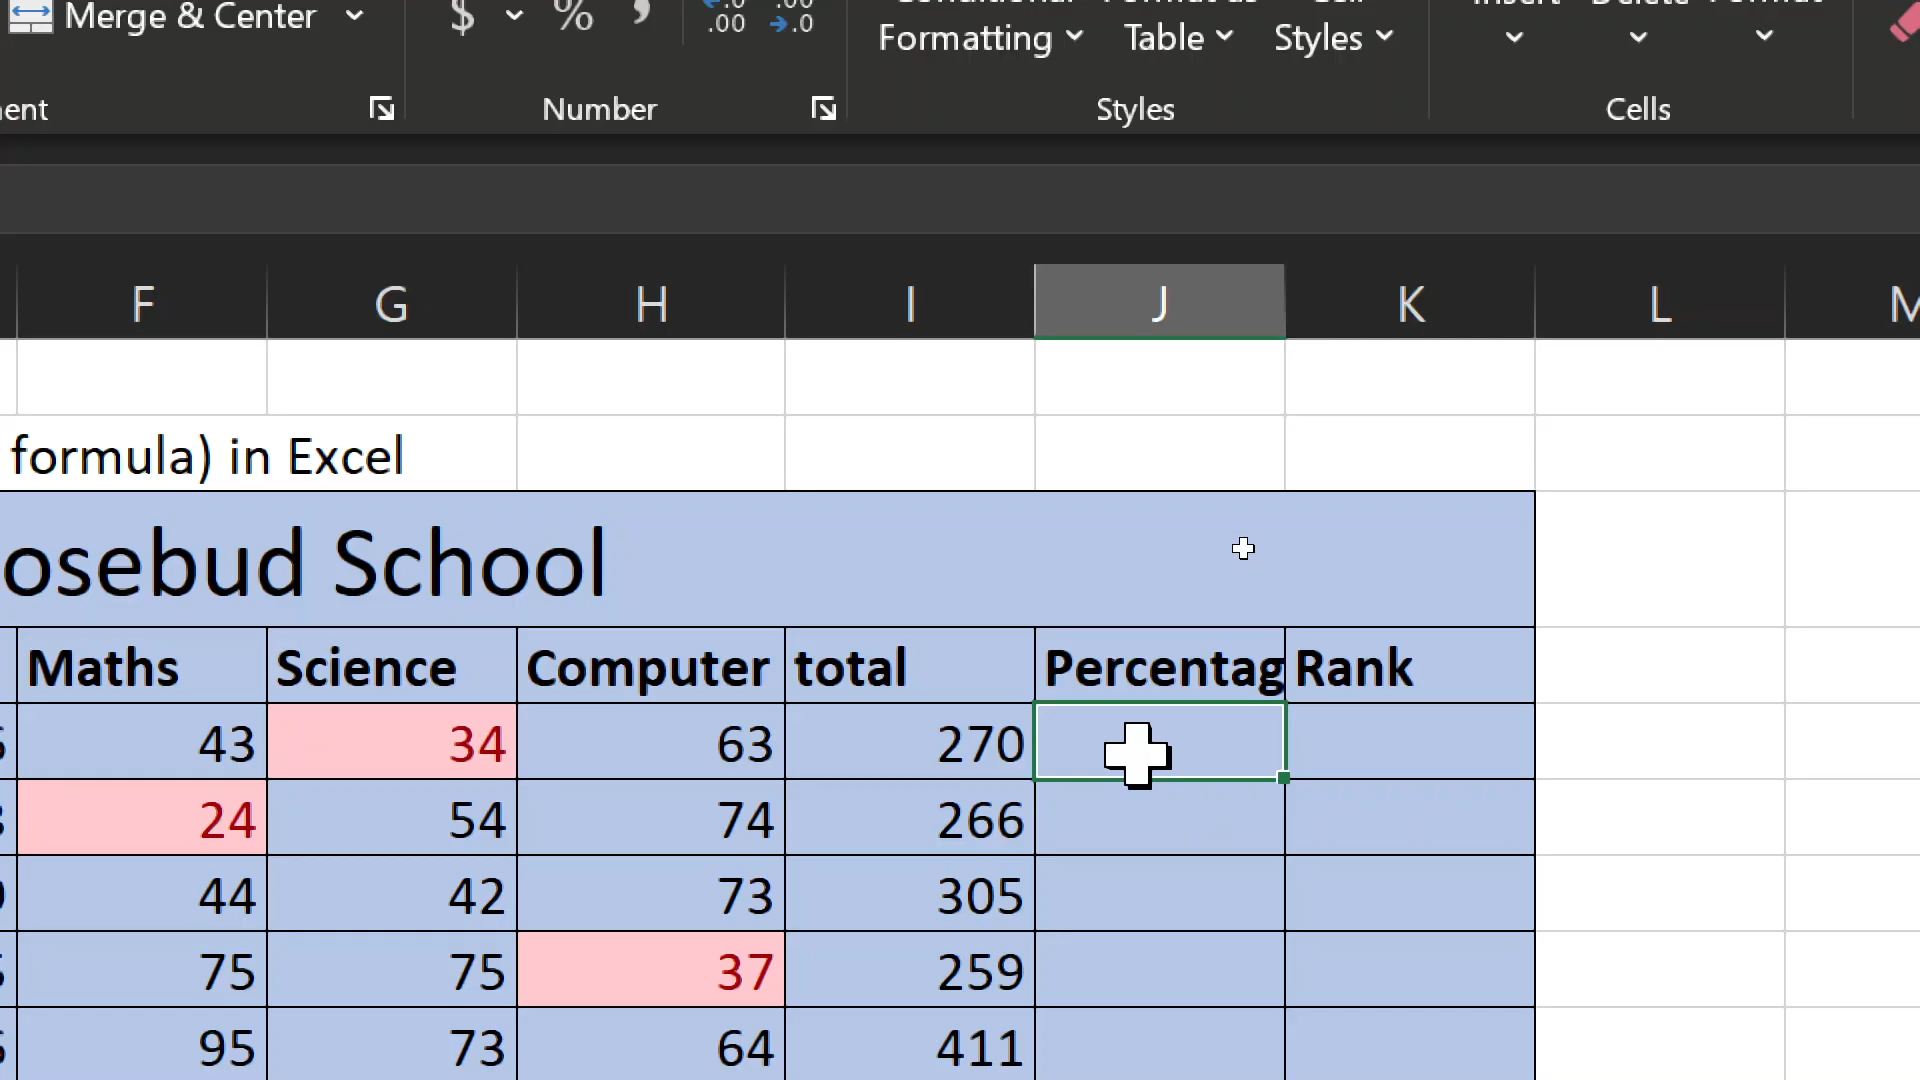 Merge & Center $ % .00 .0
Formatting Table Styles
Number Styles Cells
F G H I J K L
formula) in Excel
School
Maths Science Computer total Percentag Rank
43 34 63 270
24 54 74 266
44 42 73 305
75 75 37 259
95 73 64 411